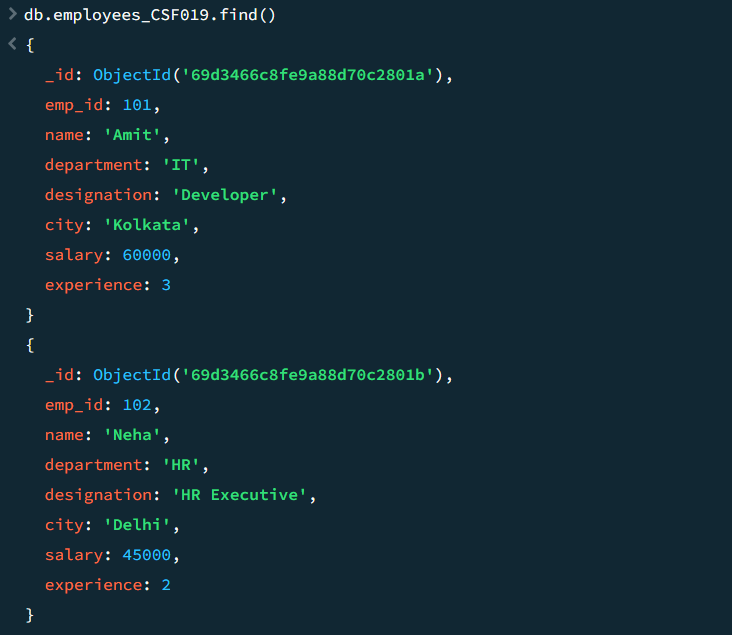 db.employees_CSF019.find()
{
_id: ObjectId('69d3466c8fe9a88d70c2801a'),
emp_id: 101,
name: 'Amit',
department: 'IT',
designation: 'Developer',
city: 'Kolkata',
salary: 60000,
experience: 3
}
{
_id: ObjectId('69d3466c8fe9a88d70c2801b'),
emp_id: 102,
name: 'Neha',
department: 'HR',
designation: 'HR Executive',
city: 'Delhi',
salary: 45000,
experience: 2
}